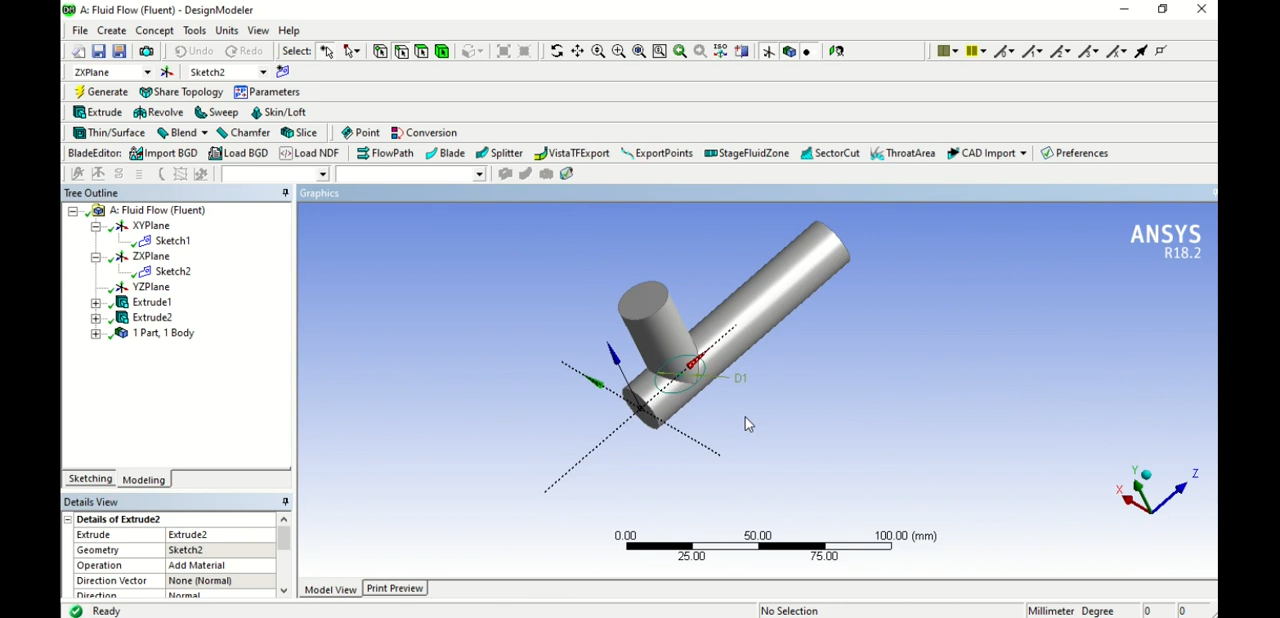 A: Fluid Flow (Fluent) - DesignModeler
File Create Concept Tools Units View Help
Undo Redo Select: ISO
ZXPlane Sketch2
Generate Share Topology Parameters
Extrude Revolve Sweep Skin/Loft
Thin/Surface Blend Chamfer Slice Point Conversion
BladeEditor: Import BGD Load BGD Load NDF FlowPath Blade Splitter VistaTFExport ExportPoints StageFluidZone SectorCut ThroatArea CAD Import Preferences
Tree Outline
A: Fluid Flow (Fluent)
XYPlane
Sketch1
ZXPlane
Sketch2
YZPlane
Extrude1
Extrude2
1 Part, 1 Body
Sketching Modeling
Details View
Details of Extrude2
Extrude Extrude2
Geometry Sketch2
Operation Add Material
Direction Vector None (Normal)
Direction Normal
Graphics
ANSYS
R18.2
D1
Y
X
Z
0.00 50.00 100.00 (mm)
25.00 75.00
Model View Print Preview
Ready No Selection Millimeter Degree 0 0